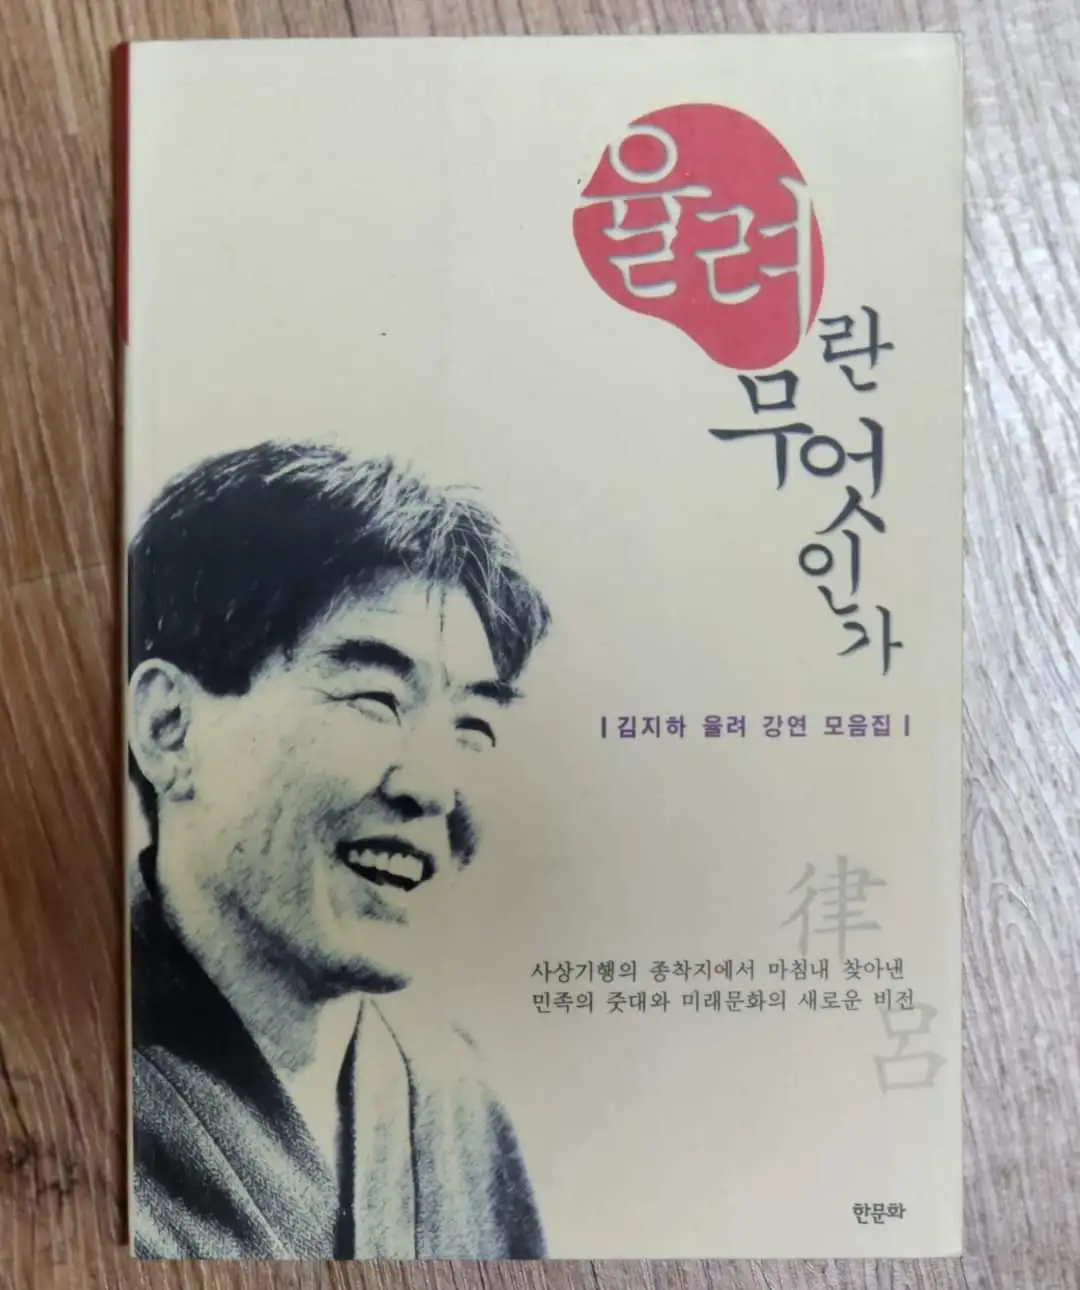 율려
란
무엇인가
| 김지하 율려 강연 모음집 |
律
사상기행의 종착지에서 마침내 찾아낸
민족의 줏대와 미래문화의 새로운 비전
呂
한문화